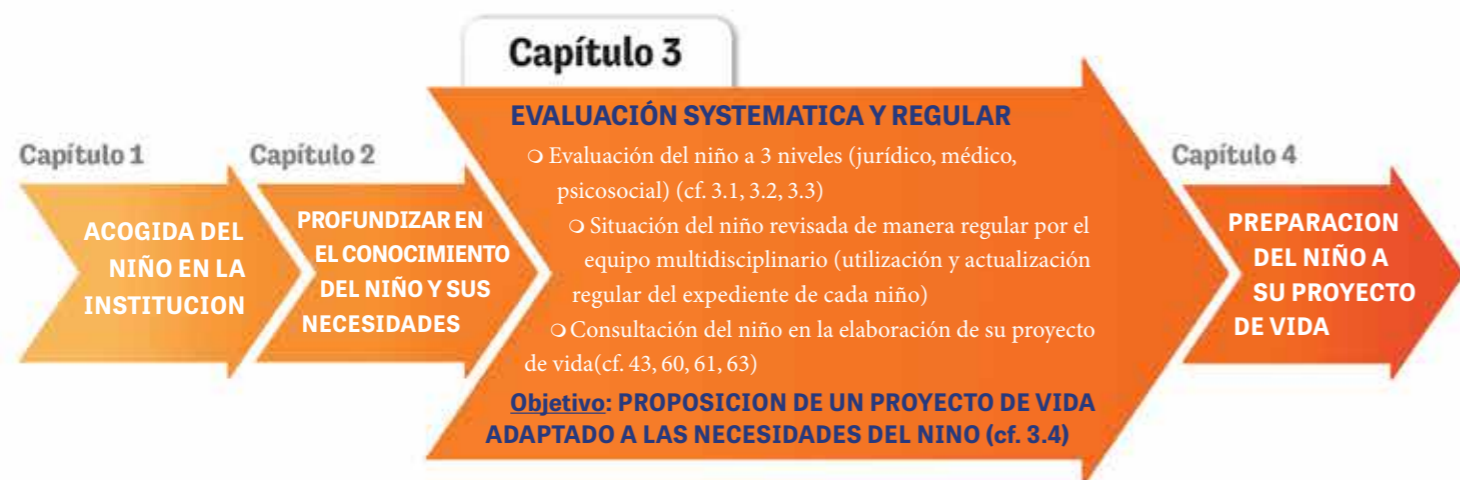 Capítulo 1
ACOGIDA DEL
NIÑO EN LA
INSTITUCION
Capítulo 2
PROFUNDIZAR EN
EL CONOCIMIENTO
DEL NIÑO Y SUS
NECESIDADES
Capítulo 3
EVALUACIÓN SYSTEMATICA Y REGULAR
❍ Evaluación del niño a 3 niveles (jurídico, médico,
psicosocial) (cf. 3.1, 3.2, 3.3)
❍ Situación del niño revisada de manera regular por el
equipo multidisciplinario (utilización y actualización
regular del expediente de cada niño)
❍ Consultación del niño en la elaboración de su proyecto
de vida(cf. 43, 60, 61, 63)
Objetivo: PROPOSICION DE UN PROYECTO DE VIDA
ADAPTADO A LAS NECESIDADES DEL NINO (cf. 3.4)
Capítulo 4
PREPARACION
DEL NIÑO A
SU PROYECTO
DE VIDA